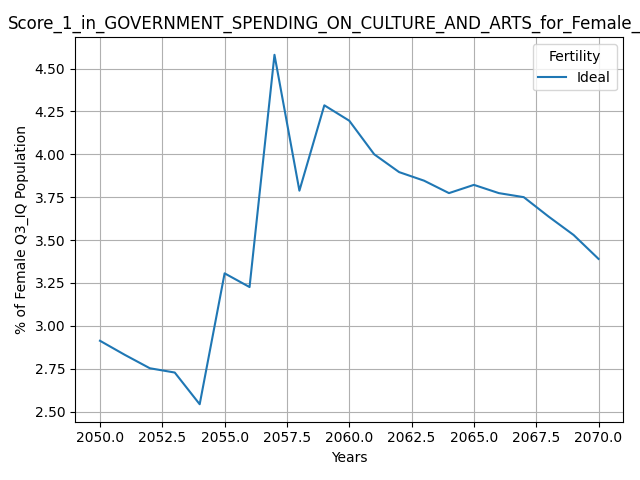 Score_1_in_GOVERNMENT_SPENDING_ON_CULTURE_AND_ARTS_for_Female_
Fertility
Ideal
% of Female Q3_IQ Population
4.50
4.25
4.00
3.75
3.50
3.25
3.00
2.75
2.50
2050.0 2052.5 2055.0 2057.5 2060.0 2062.5 2065.0 2067.5 2070.0
Years